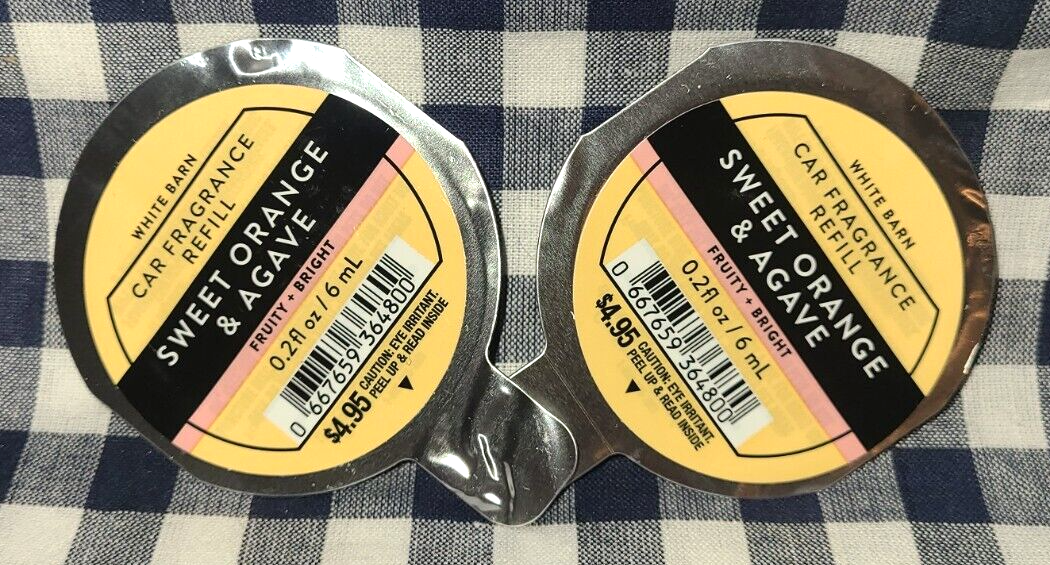 WHITE BARN
CAR FRAGRANCE
REFILL
SWEET ORANGE
& AGAVE
FRUITY + BRIGHT
0.2fl oz / 6 mL
0 667659 364800
$4.95 CAUTION: EYE IRRITANT.
PEEL UP & READ INSIDE
WHITE BARN
CAR FRAGRANCE
REFILL
SWEET ORANGE
& AGAVE
FRUITY + BRIGHT
0.2fl oz / 6 mL
0 667659 364800
$4.95 CAUTION: EYE IRRITANT.
PEEL UP & READ INSIDE